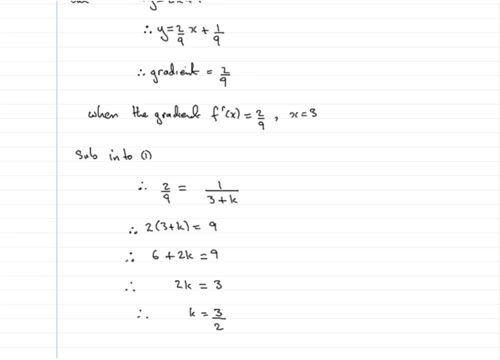 ∴ y = 2/9 x + 1/9
∴ gradient = 2/9
when the gradient f'(x) = 2/9 , x = 3
Sub into (1)
∴ 2/9 = 1/(3+k)
∴ 2(3+k) = 9
∴ 6 + 2k = 9
∴ 2k = 3
∴ k = 3/2